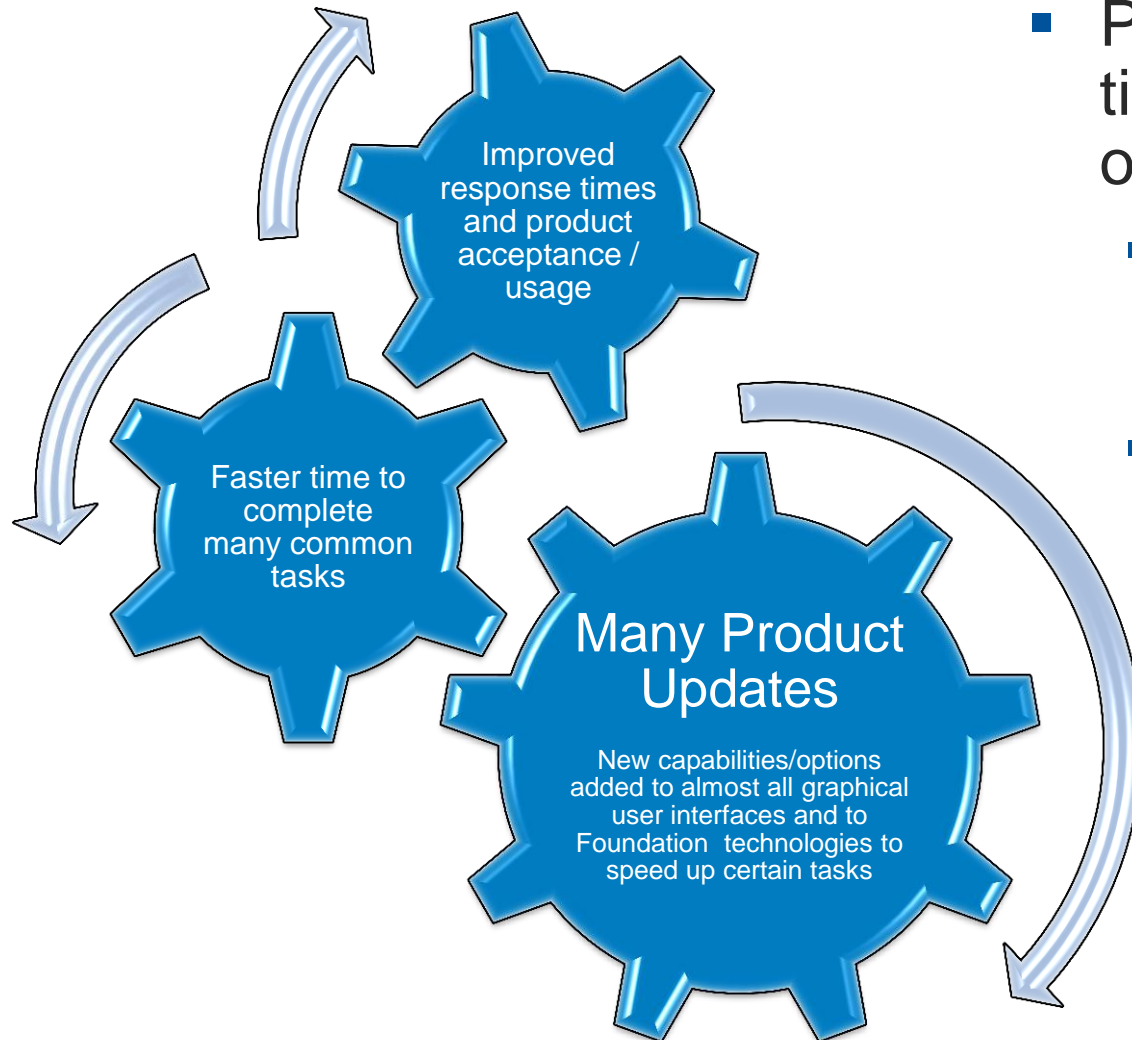 Improved
response times
and product
acceptance /
usage
Faster time to
complete
many common
tasks
Many Product
Updates
New capabilities/options
added to almost all graphical
user interfaces and to
Foundation technologies to
speed up certain tasks